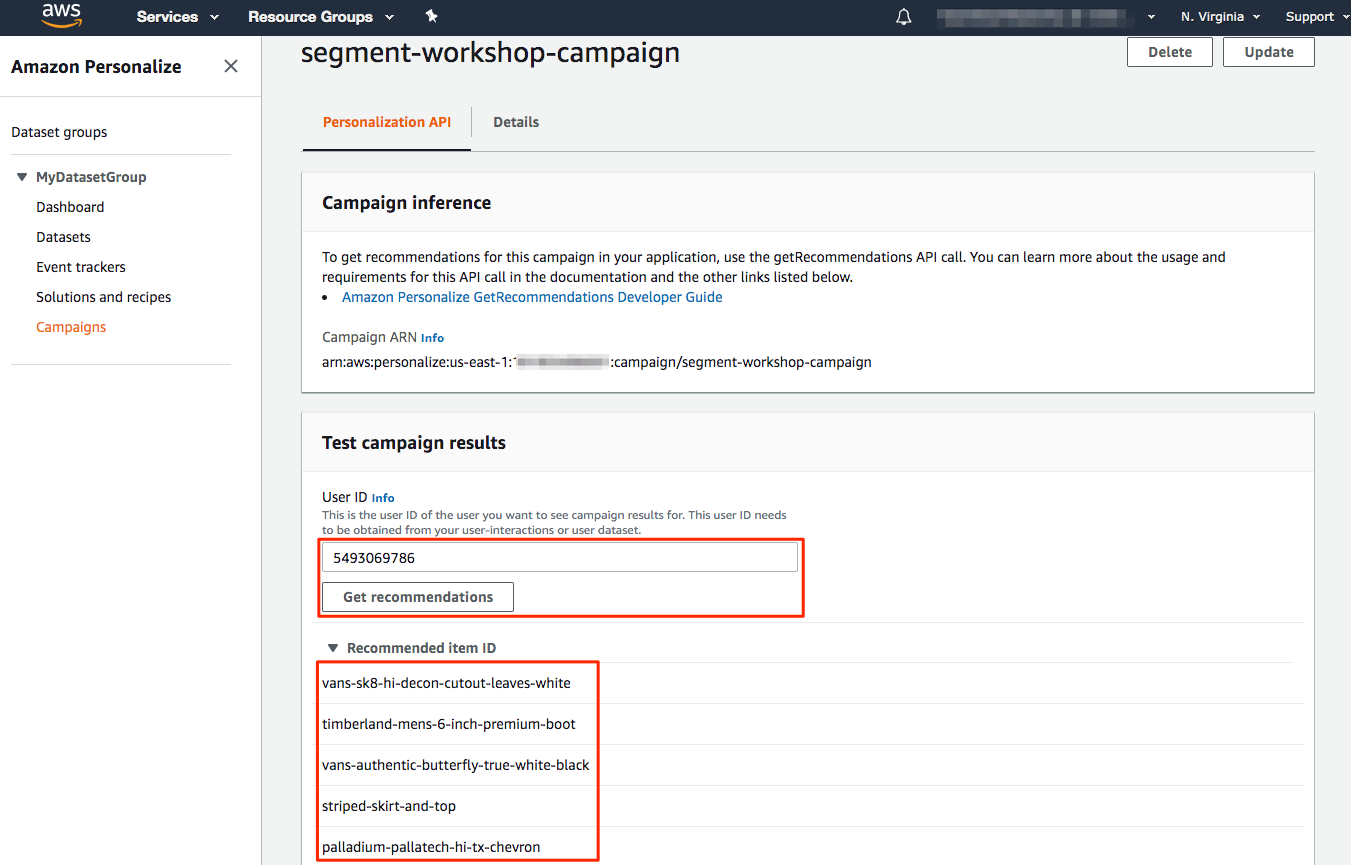 aws Services Resource Groups N. Virginia Support
Amazon Personalize
Dataset groups
MyDatasetGroup
Dashboard
Datasets
Event trackers
Solutions and recipes
Campaigns
segment-workshop-campaign
Delete Update
Personalization API Details
Campaign inference
To get recommendations for this campaign in your application, use the getRecommendations API call. You can learn more about the usage and
requirements for this API call in the documentation and the other links listed below.
• Amazon Personalize GetRecommendations Developer Guide
Campaign ARN Info
arn:aws:personalize:us-east-1: :campaign/segment-workshop-campaign
Test campaign results
User ID Info
This is the user ID of the user you want to see campaign results for. This user ID needs
to be obtained from your user-interactions or user dataset.
5493069786
Get recommendations
Recommended item ID
vans-sk8-hi-decon-cutout-leaves-white
timberland-mens-6-inch-premium-boot
vans-authentic-butterfly-true-white-black
striped-skirt-and-top
palladium-pallatech-hi-tx-chevron